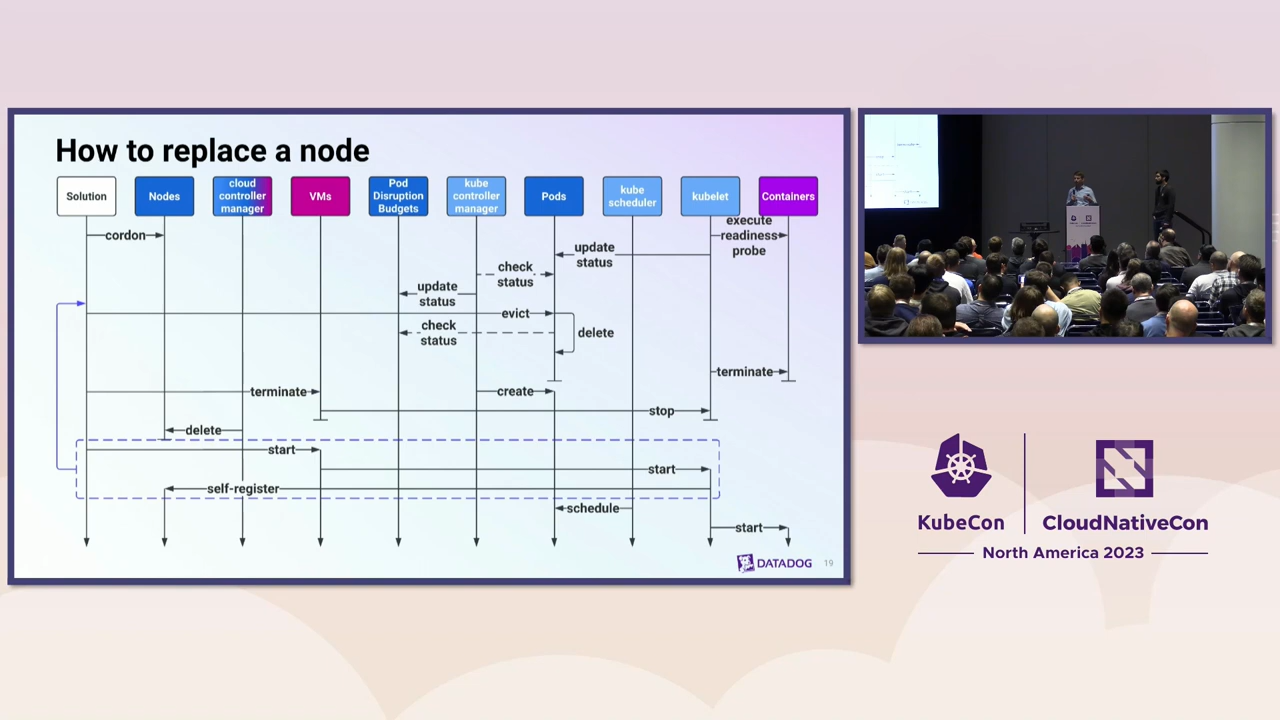 How to replace a node
Solution
Nodes
cloud
controller
manager
VMs
Pod
Disruption
Budgets
kube
controller
manager
Pods
kube
scheduler
kubelet
Containers
cordon
execute
readiness
probe
update
status
check
status
update
status
evict
check
status
delete
terminate
terminate
create
stop
delete
start
start
self-register
schedule
start
DATADOG
19
KubeCon
CloudNativeCon
North America 2023